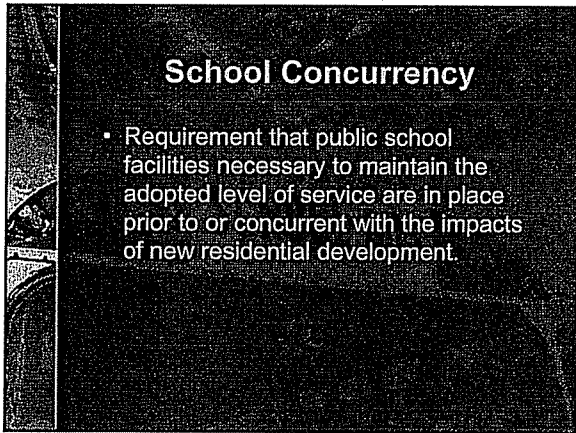 School Concurrency
▪ Requirement that public school
facilities necessary to maintain the
adopted level of service are in place
prior to or concurrent with the impacts
of new residential development.